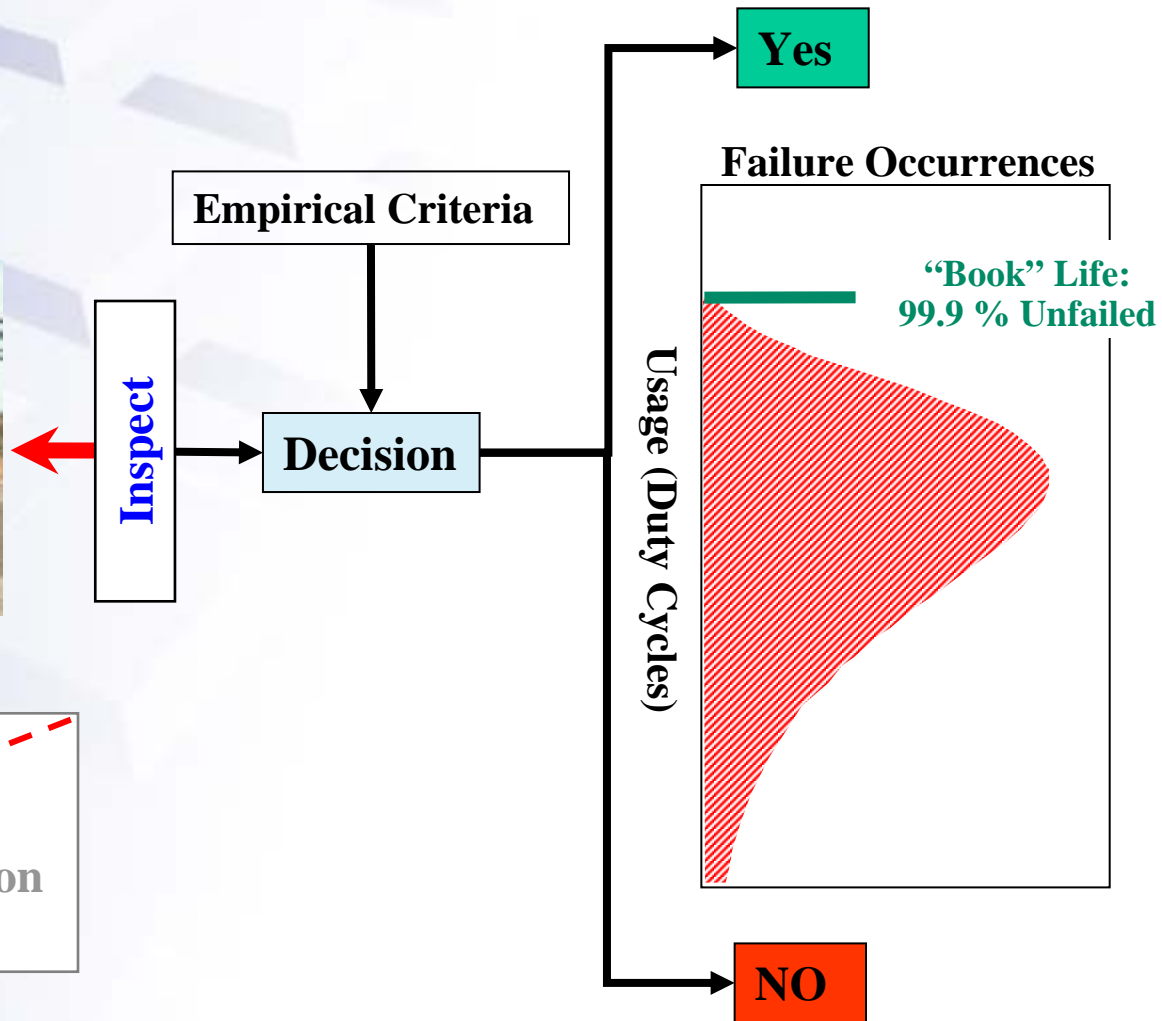 Yes
Failure Occurrences
Empirical Criteria
“Book” Life:
99.9 % Unfailed
Inspect
Decision
Usage (Duty Cycles)
on
NO